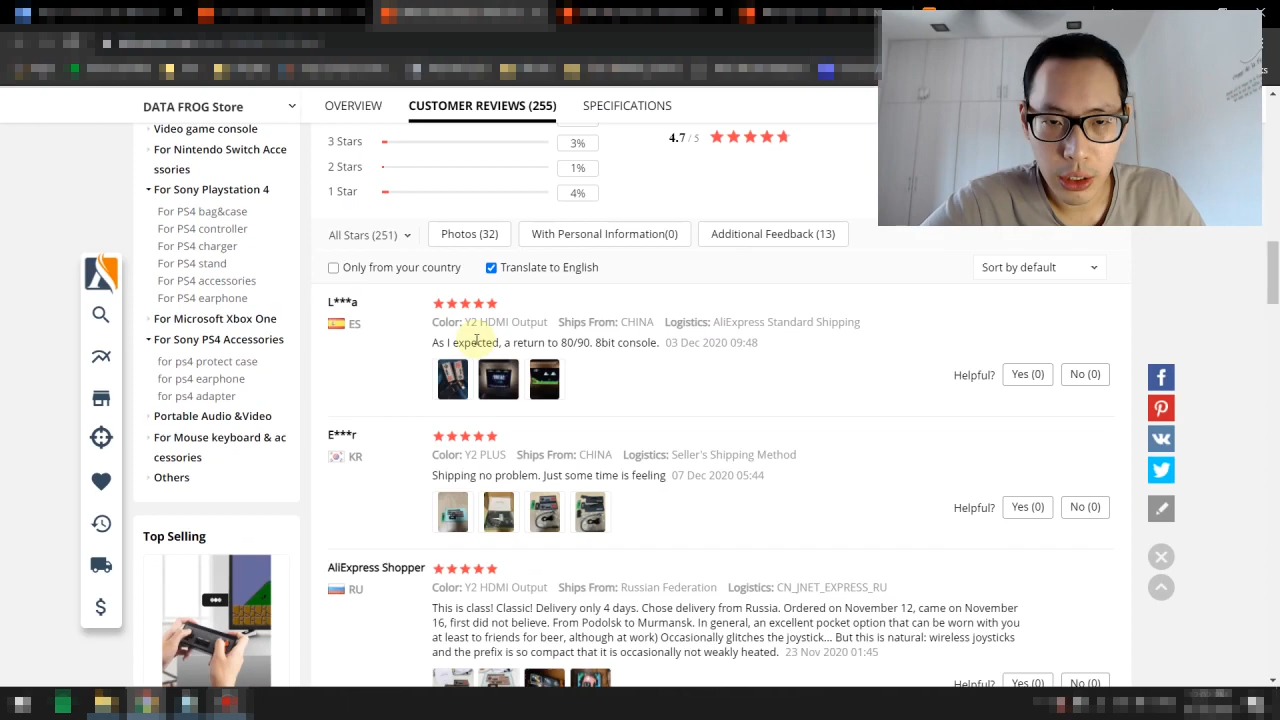 DATA FROG Store
OVERVIEW
CUSTOMER REVIEWS (255)
SPECIFICATIONS
Video game console
For Nintendo Switch Acce
ssories
For Sony Playstation 4
For PS4 bag&case
For PS4 controller
For PS4 charger
For PS4 stand
For PS4 accessories
For PS4 earphone
For Microsoft Xbox One
For Sony PS4 Accessories
for ps4 protect case
for ps4 earphone
for ps4 adapter
Portable Audio &Video
For Mouse keyboard & ac
cessories
Others
Top Selling
3 Stars
3%
2 Stars
1%
1 Star
4%
4.7 / 5
All Stars (251)
Photos (32)
With Personal Information(0)
Additional Feedback (13)
Only from your country
Translate to English
Sort by default
L***a
ES
Color: Y2 HDMI Output Ships From: CHINA Logistics: AliExpress Standard Shipping
As I expected, a return to 80/90. 8bit console. 03 Dec 2020 09:48
Helpful?
Yes (0)
No (0)
E***r
KR
Color: Y2 PLUS Ships From: CHINA Logistics: Seller's Shipping Method
Shipping no problem. Just some time is feeling 07 Dec 2020 05:44
Helpful?
Yes (0)
No (0)
AliExpress Shopper
RU
Color: Y2 HDMI Output Ships From: Russian Federation Logistics: CN_JNET_EXPRESS_RU
This is class! Classic! Delivery only 4 days. Chose delivery from Russia. Ordered on November 12, came on November
16, first did not believe. From Podolsk to Murmansk. In general, an excellent pocket option that can be worn with you
at least to friends for beer, although at work) Occasionally glitches the joystick... But this is natural: wireless joysticks
and the prefix is so compact that it is occasionally not weakly heated. 23 Nov 2020 01:45
Helpful?
Yes (0)
No (0)